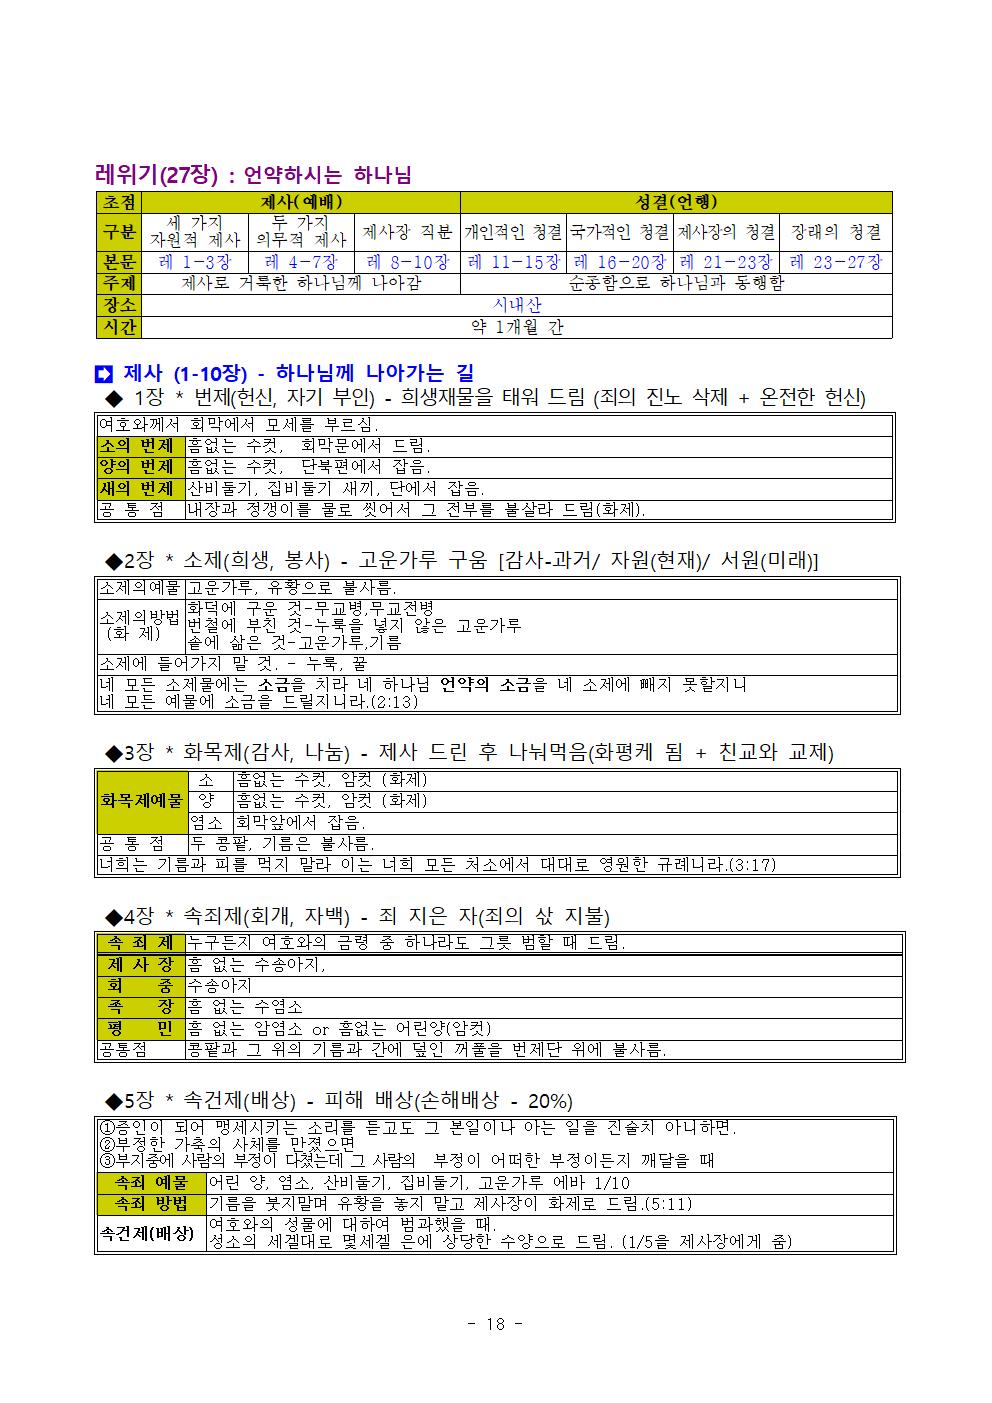 레위기(27장) : 언약하시는 하나님
초점 제사(예배) 성결(언행)
구분 세 가지 자원적 제사 두 가지 의무적 제사 제사장 직분 개인적인 청결 국가적인 청결 제사장의 청결 장래의 청결
본문 레 1-3장 레 4-7장 레 8-10장 레 11-15장 레 16-20장 레 21-23장 레 23-27장
주제 제사로 거룩한 하나님께 나아감 순종함으로 하나님과 동행함
장소 시내산
시간 약 1개월 간
➡ 제사 (1-10장) - 하나님께 나아가는 길
◆ 1장 * 번제(헌신, 자기 부인) - 희생재물을 태워 드림 (죄의 진노 삭제 + 온전한 헌신)
여호와께서 회막에서 모세를 부르심.
소의 번제 흠없는 수컷, 회막문에서 드림.
양의 번제 흠없는 수컷, 단북편에서 잡음.
새의 번제 산비둘기, 집비둘기 새끼, 단에서 잡음.
공 통 점 내장과 정갱이를 물로 씻어서 그 전부를 불살라 드림(화제).
◆2장 * 소제(희생, 봉사) - 고운가루 구움 [감사-과거/ 자원(현재)/ 서원(미래)]
소제의예물 고운가루, 유황으로 불사름.
소제의방법 (화 제) 화덕에 구운 것-무교병,무교전병
번철에 부친 것-누룩을 넣지 않은 고운가루
솥에 삶은 것-고운가루,기름
소제에 들어가지 말 것. - 누룩, 꿀
네 모든 소제물에는 소금을 치라 네 하나님 언약의 소금을 네 소제에 빼지 못할지니
네 모든 예물에 소금을 드릴지니라.(2:13)
◆3장 * 화목제(감사, 나눔) - 제사 드린 후 나눠먹음(화평케 됨 + 친교와 교제)
화목제예물 소 흠없는 수컷, 암컷 (화제)
양 흠없는 수컷, 암컷 (화제)
염소 회막앞에서 잡음.
공 통 점 두 콩팥, 기름은 불사름.
너희는 기름과 피를 먹지 말라 이는 너희 모든 처소에서 대대로 영원한 규례니라.(3:17)
◆4장 * 속죄제(회개, 자백) - 죄 지은 자(죄의 삯 지불)
속 죄 제 누구든지 여호와의 금령 중 하나라도 그릇 범할 때 드림.
제 사 장 흠 없는 수송아지,
회 중 수송아지
족 장 흠 없는 수염소
평 민 흠 없는 암염소 or 흠없는 어린양(암컷)
공통점 콩팥과 그 위의 기름과 간에 덮인 꺼풀을 번제단 위에 불사름.
◆5장 * 속건제(배상) - 피해 배상(손해배상 - 20%)
①증인이 되어 맹세시키는 소리를 듣고도 그 본일이나 아는 일을 진술치 아니하면.
②부정한 가축의 사체를 만졌으면
③부지중에 사람의 부정이 다쳤는데 그 사람의 부정이 어떠한 부정이든지 깨달을 때
속죄 예물 어린 양, 염소, 산비둘기, 집비둘기, 고운가루 에바 1/10
속죄 방법 기름을 붓지말며 유황을 놓지 말고 제사장이 화제로 드림.(5:11)
속건제(배상) 여호와의 성물에 대하여 범과했을 때.
성소의 세겔대로 몇세겔 은에 상당한 수양으로 드림. (1/5을 제사장에게 줌)
- 18 -